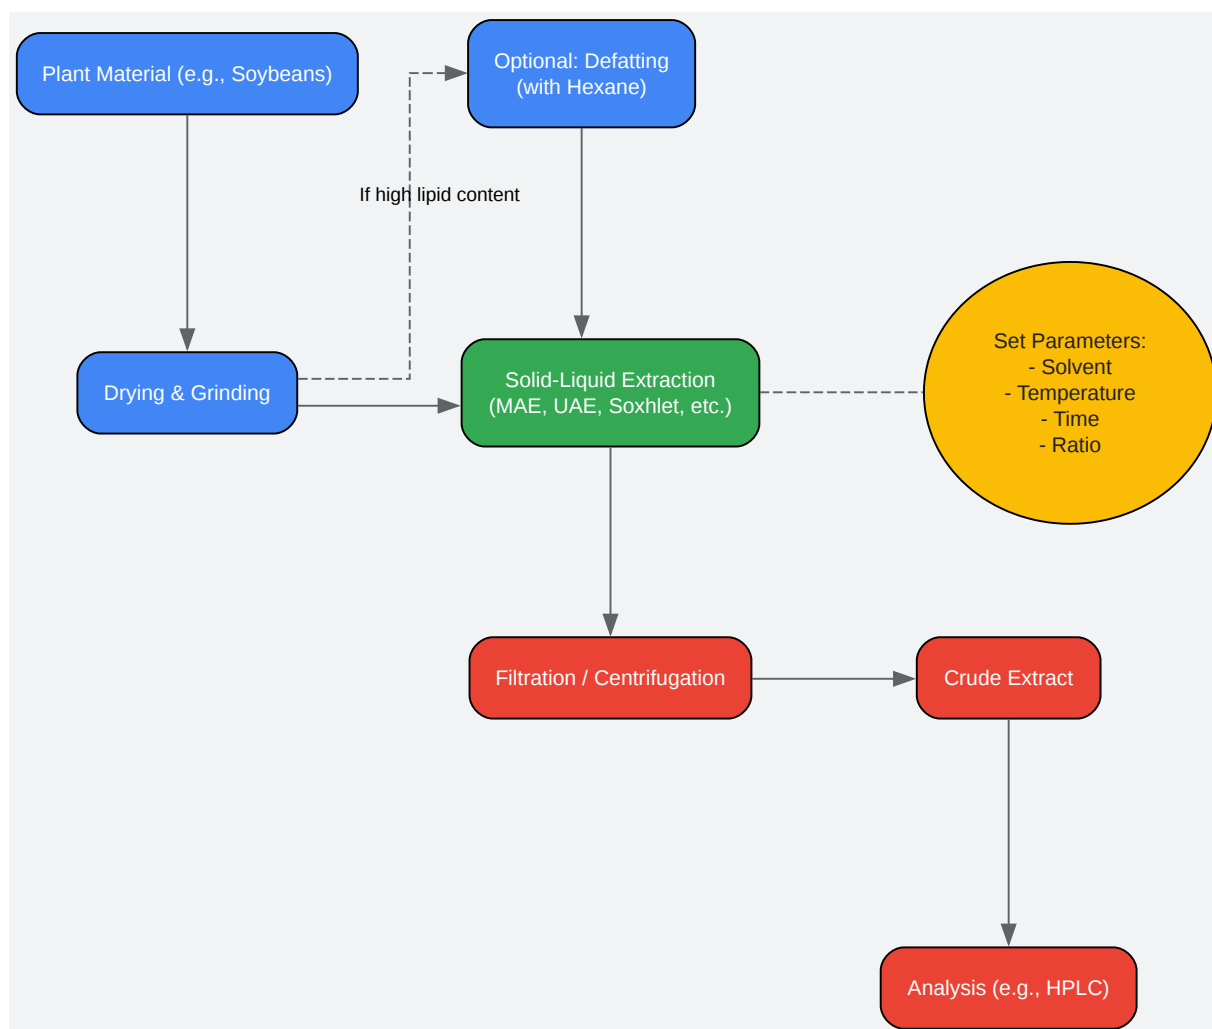 Plant Material (e.g., Soybeans)
Optional: Defatting
(with Hexane)
If high lipid content
Drying & Grinding
Solid-Liquid Extraction
(MAE, UAE, Soxhlet, etc.)
Set Parameters:
- Solvent
- Temperature
- Time
- Ratio
Filtration / Centrifugation
Crude Extract
Analysis (e.g., HPLC)